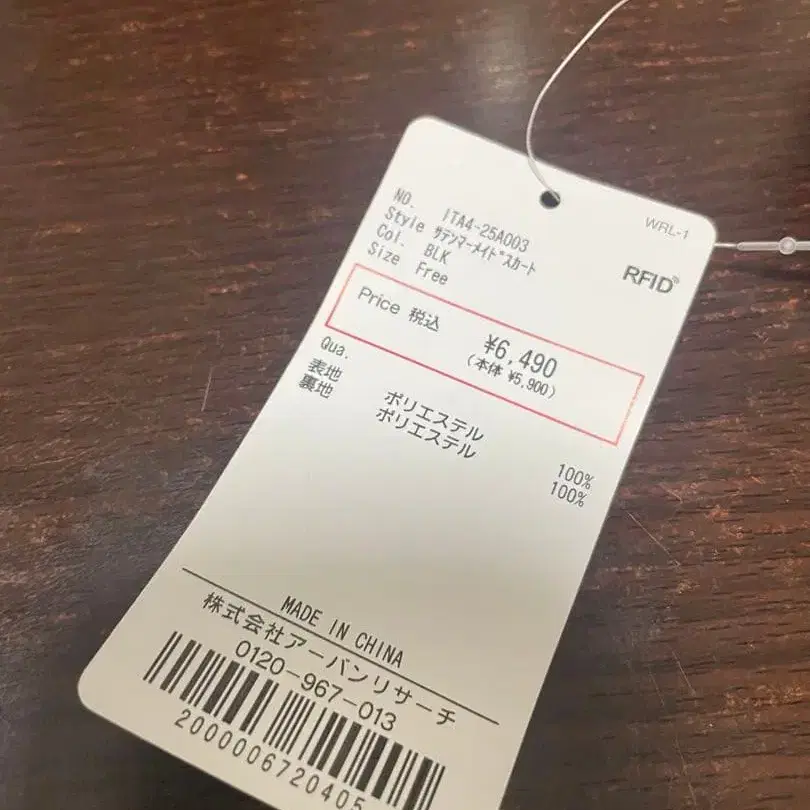 WRL-1
RFID
NO. ITA4-25A003
Style サテンマーメイドスカート
Col. BLK
Size Free
Price 税込 ¥6,490
(本体 ¥5,900)
Qua.
表地 ポリエステル 100%
裏地 ポリエステル 100%
MADE IN CHINA
株式会社アーバンリサーチ
0120-967-013
2000006720405